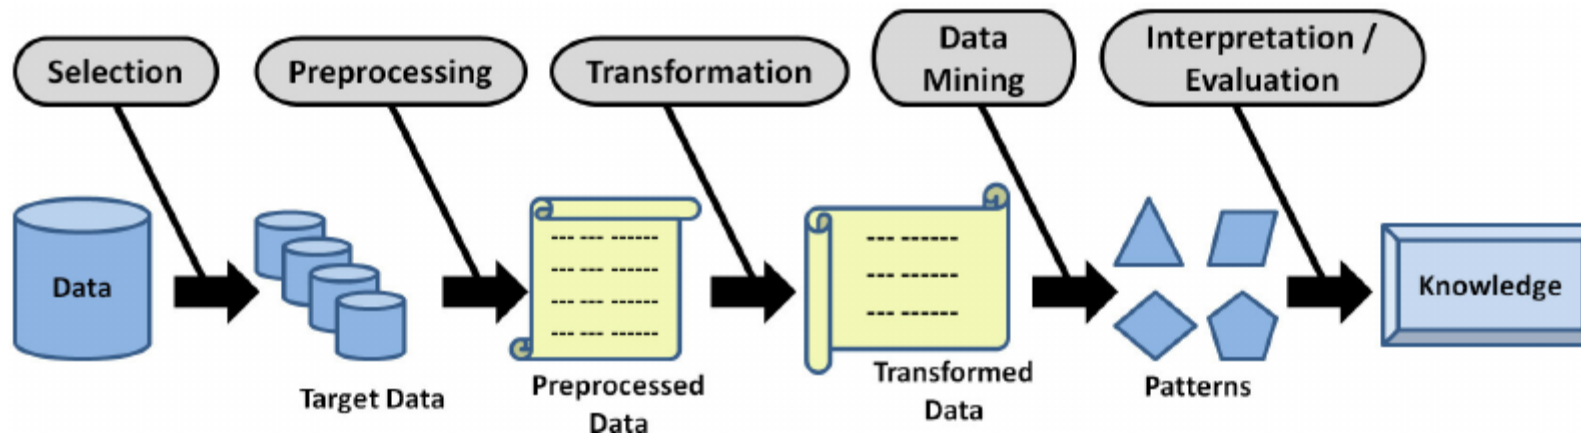 Selection
Preprocessing
Transformation
Data
Mining
Interpretation /
Evaluation
Data
Target Data
Preprocessed
Data
Transformed
Data
Patterns
Knowledge